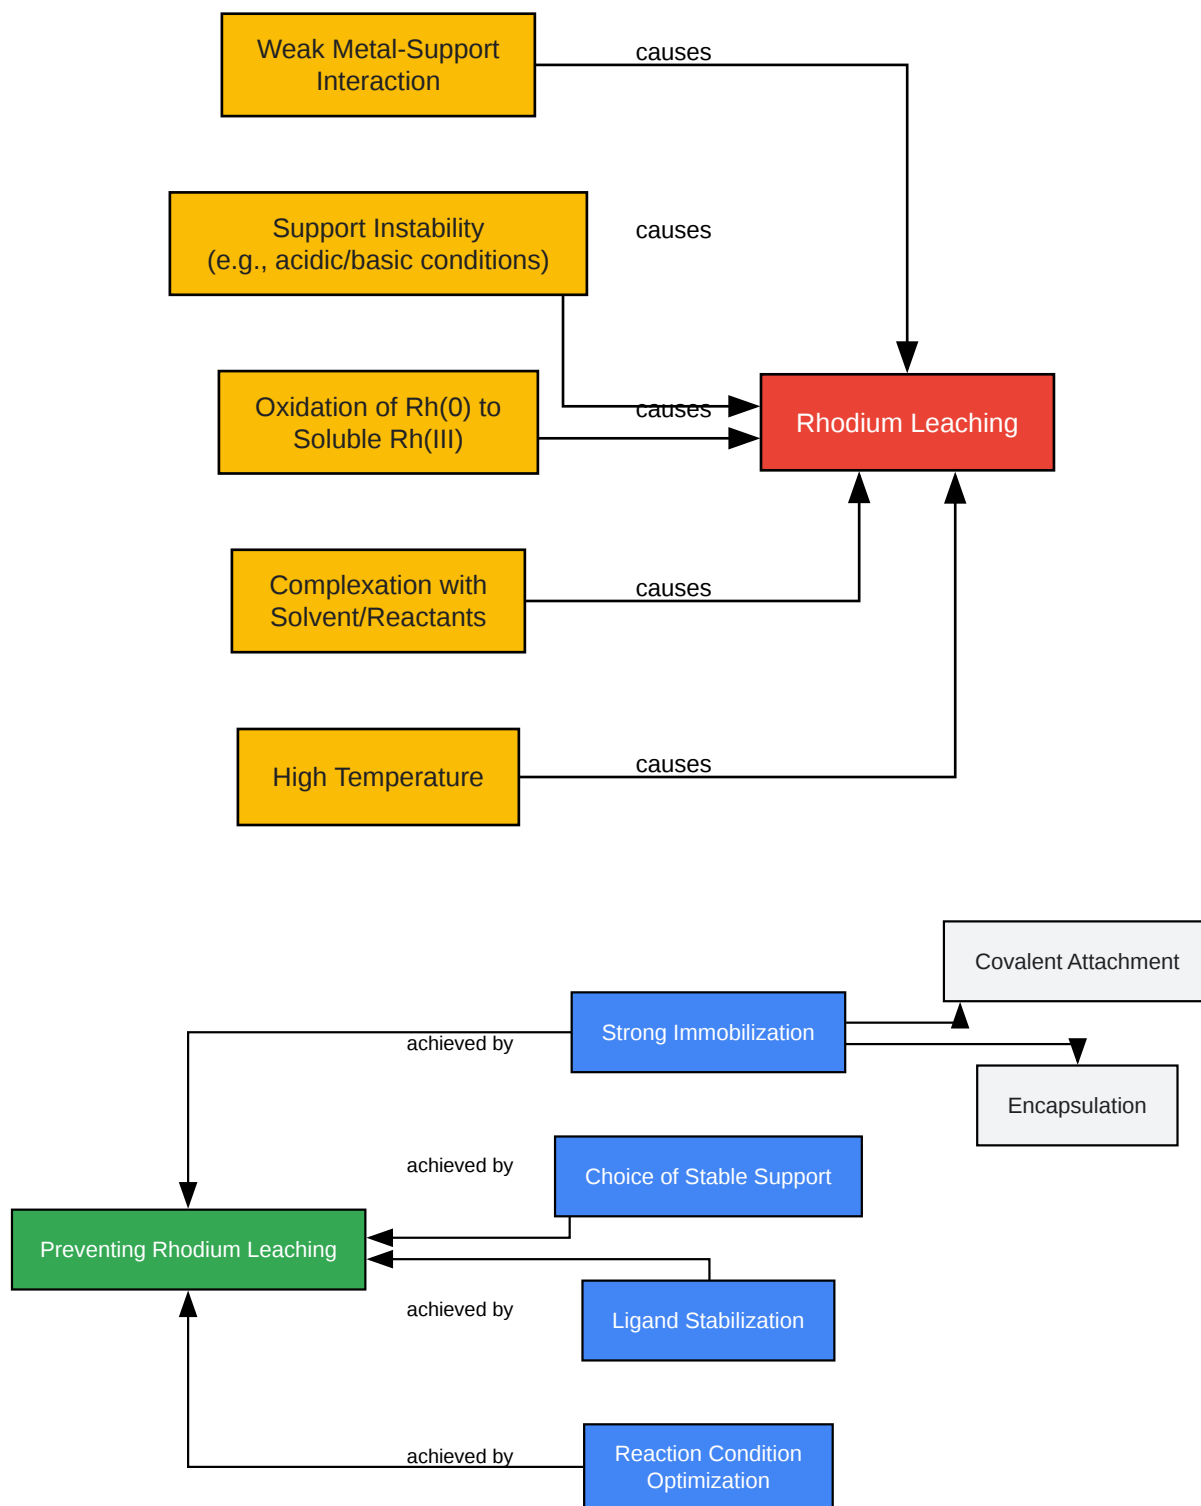 Weak Metal-Support
Interaction
causes
Support Instability
(e.g., acidic/basic conditions)
causes
Oxidation of Rh(0) to
Soluble Rh(III)
causes
Rhodium Leaching
Complexation with
Solvent/Reactants
causes
High Temperature
causes
Covalent Attachment
Strong Immobilization
achieved by
Encapsulation
achieved by
Choice of Stable Support
Preventing Rhodium Leaching
achieved by
Ligand Stabilization
achieved by
Reaction Condition
Optimization